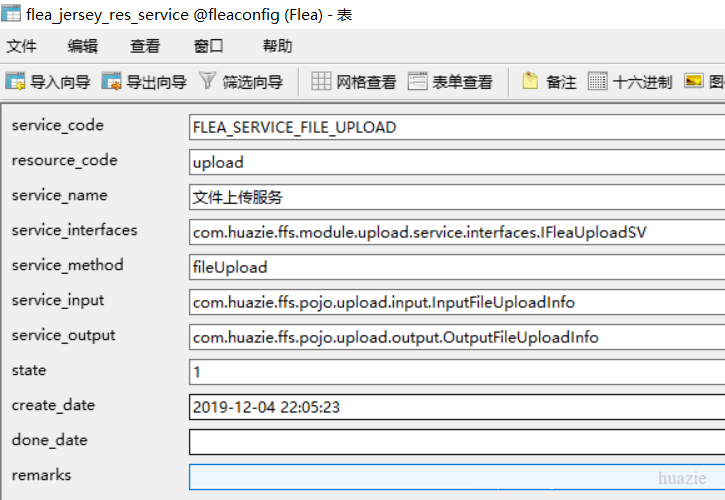 flea_jersey_res_service @fleaconfig (Flea) - 表
文件 编辑 查看 窗口 帮助
导入向导 导出向导 筛选向导 网格查看 表单查看 备注 十六进制
service_code FLEA_SERVICE_FILE_UPLOAD
resource_code upload
service_name 文件上传服务
service_interfaces com.huazie.ffs.module.upload.service.interfaces.IFleaUploadSV
service_method fileUpload
service_input com.huazie.ffs.pojo.upload.input.InputFileUploadInfo
service_output com.huazie.ffs.pojo.upload.output.OutputFileUploadInfo
state 1
create_date 2019-12-04 22:05:23
done_date
remarks
huazie